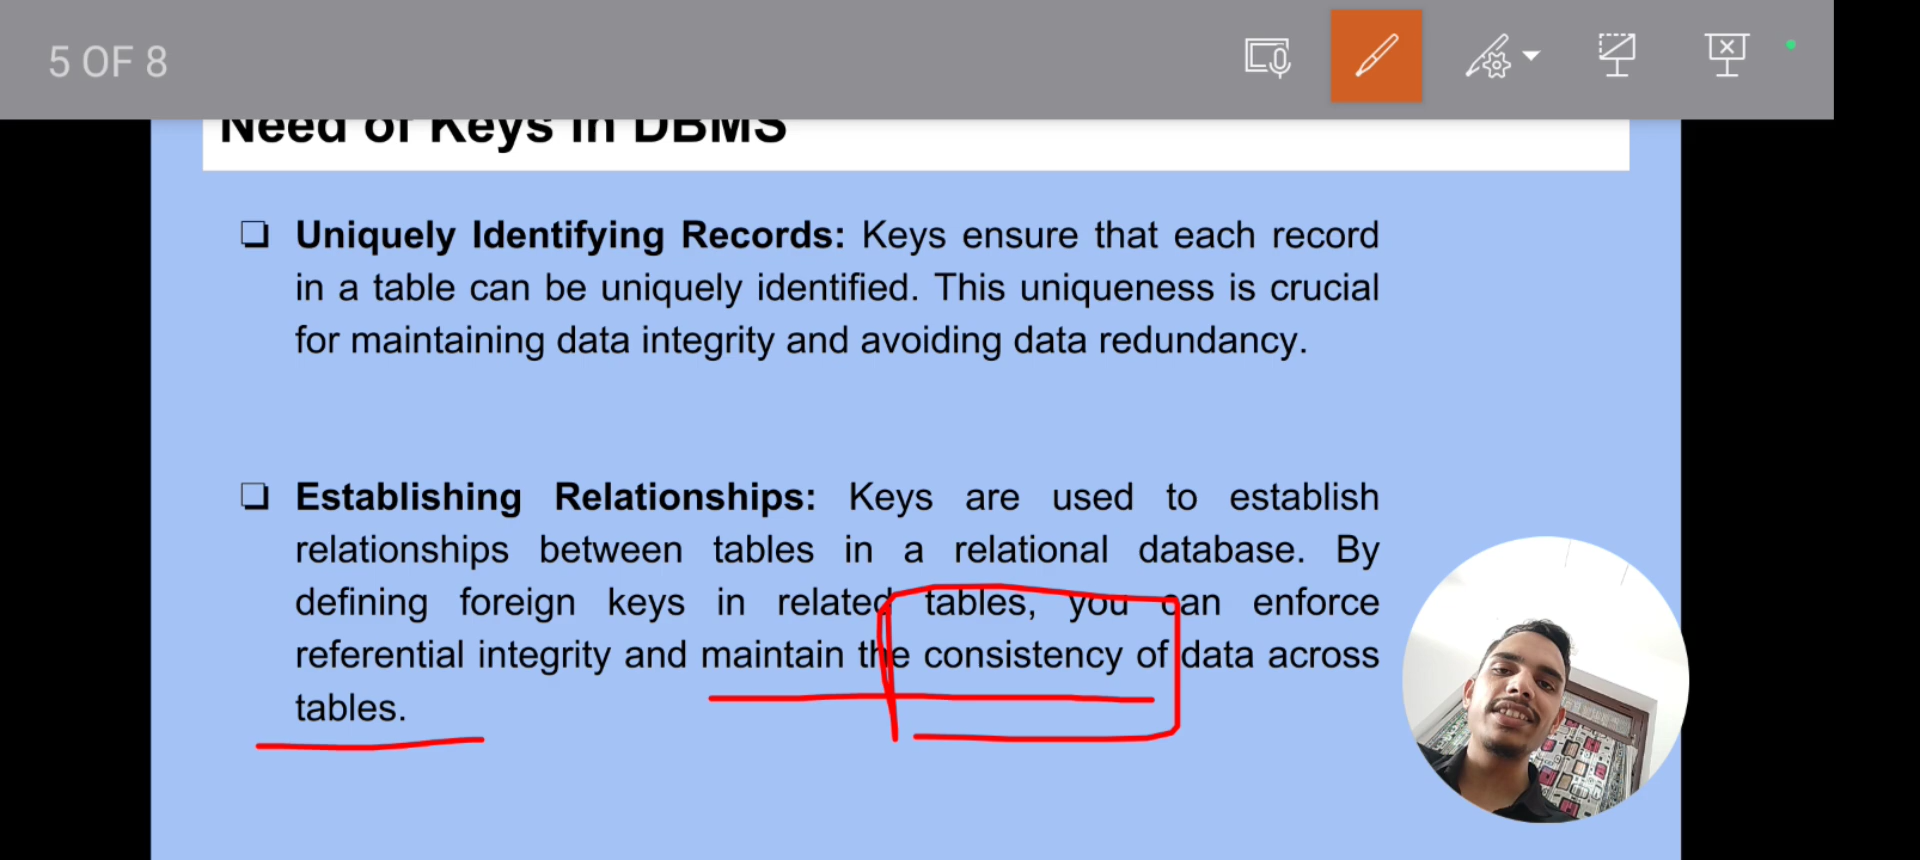 5 OF 8
Need of Keys in DBMS
❑ Uniquely Identifying Records: Keys ensure that each record
in a table can be uniquely identified. This uniqueness is crucial
for maintaining data integrity and avoiding data redundancy.
❑ Establishing Relationships: Keys are used to establish
relationships between tables in a relational database. By
defining foreign keys in related tables, you can enforce
referential integrity and maintain the consistency of data across
tables.